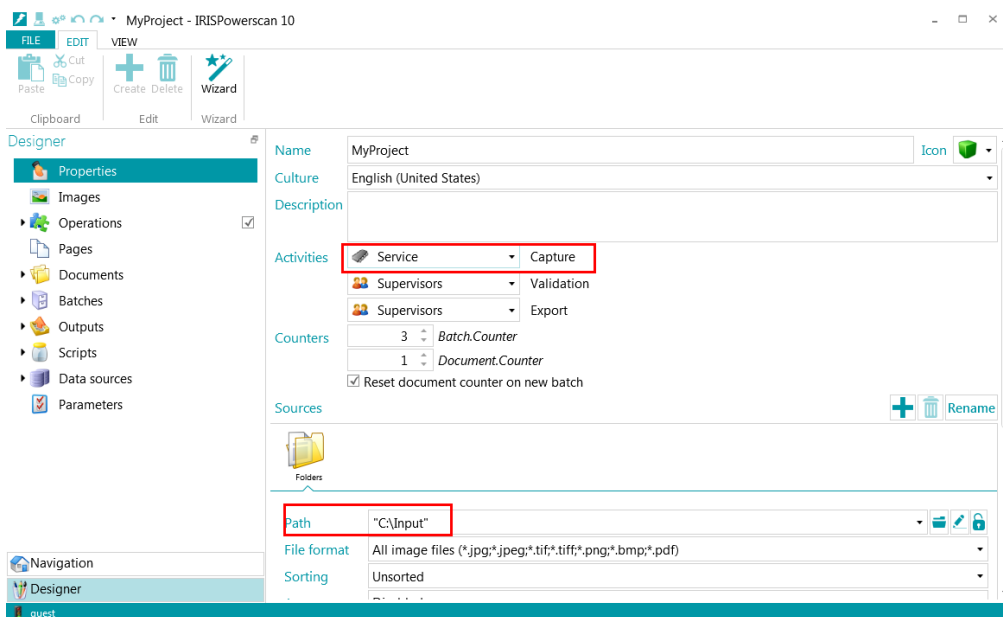 MyProject - IRISPowerscan 10
FILE EDIT VIEW
Paste
Cut
Copy
Create Delete
Wizard
Clipboard Edit Wizard
Designer
Properties
Images
Operations
Pages
Documents
Batches
Outputs
Scripts
Data sources
Parameters
Navigation
Designer
guest
Name MyProject Icon
Culture English (United States)
Description
Activities Service Capture
Supervisors Validation
Supervisors Export
Counters 3 Batch.Counter
1 Document.Counter
Reset document counter on new batch
Sources Rename
Folders
Path "C:\Input"
File format All image files (*.jpg;*.jpeg;*.tif;*.tiff;*.png;*.bmp;*.pdf)
Sorting Unsorted